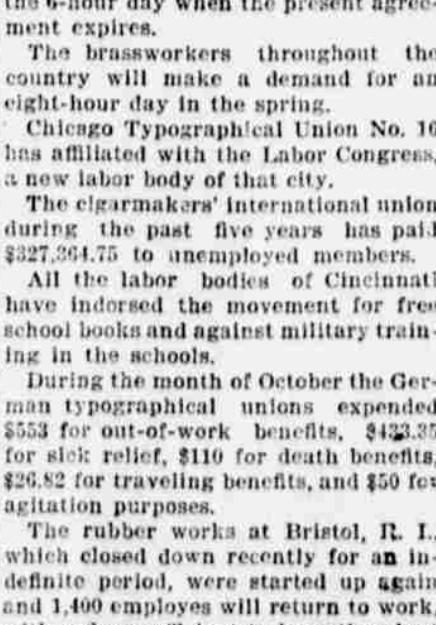 the 6-hour day when the present agree-
ment expires.
The brassworkers throughout the
country will make a demand for an
eight-hour day in the spring.
Chicago Typographical Union No. 16
has affiliated with the Labor Congress,
a new labor body of that city.
The cigarmakers' international union
during the past five years has paid
$327,364.75 to unemployed members.
All the labor bodies of Cincinnati
have indorsed the movement for free
school books and against military train-
ing in the schools.
During the month of October the Ger-
man typographical unions expended
$553 for out-of-work benefits, $433.35
for sick relief, $110 for death benefits,
$26.82 for traveling benefits, and $50 for
agitation purposes.
The rubber works at Bristol, R. I.,
which closed down recently for an in-
definite period, were started up again
and 1,400 employes will return to work,